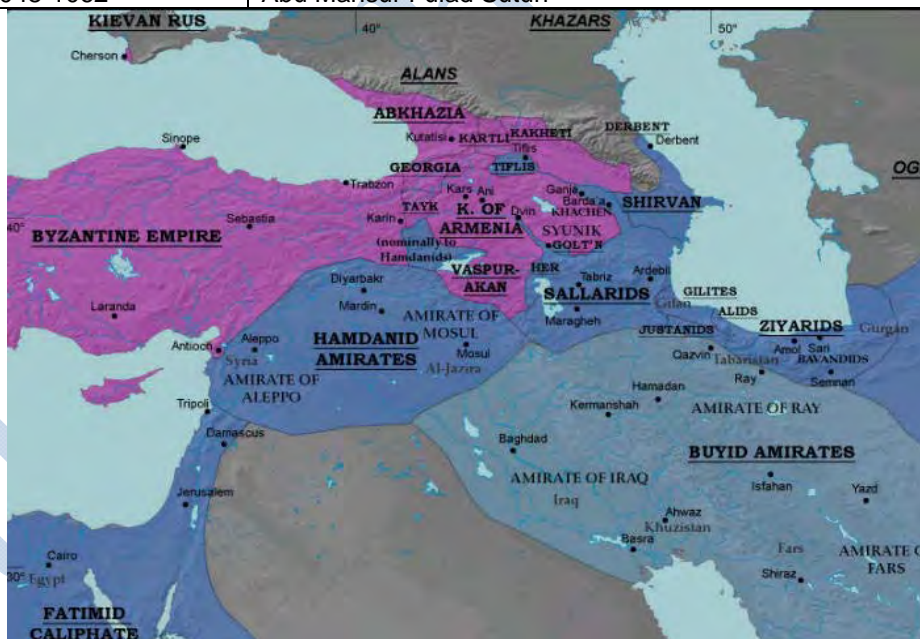 Abu Mansur Pulad Sutun
KIEVAN RUS
40°
KHAZARS
50°
Cherson
ALANS
ABKHAZIA
Kutatisi
KARTLI
KAKHETI
DERBENT
Derbent
Sinope
Tiflis
TIFLIS
OG
GEORGIA
Trabzon
Kars
Ani
Ganja
Barda'a
TAYK
K. OF
ARMENIA
Dvin
KHACHEN
SHIRVAN
Sebastia
Karin
40°
BYZANTINE EMPIRE
SYUNIK
GOLT'N
(nominally to
Hamdanids)
VASPUR-
AKAN
HER
Tabriz
Ardebil
Diyarbakr
SALLARIDS
Gilan
GILITES
Laranda
Mardin
Maragheh
ALIDS
AMIRATE OF
MOSUL
JUSTANIDS
ZIYARIDS
Gurgan
Antioch
Aleppo
Syria
HAMDANID
AMIRATES
Mosul
Al-Jazira
Qazvin
Amol
Sari
Tabaristan
BAVANDIDS
AMIRATE OF
ALEPPO
Ray
Semnan
Hamadan
Tripoli
Kermanshah
AMIRATE OF RAY
Damascus
Baghdad
BUYID AMIRATES
AMIRATE OF IRAQ
Iraq
Isfahan
Yazd
Jerusalem
Ahwaz
Khuzistan
Basra
Cairo
Fars
AMIRATE O
FARS
30°
Egypt
Shiraz
FATIMID
CALIPHATE